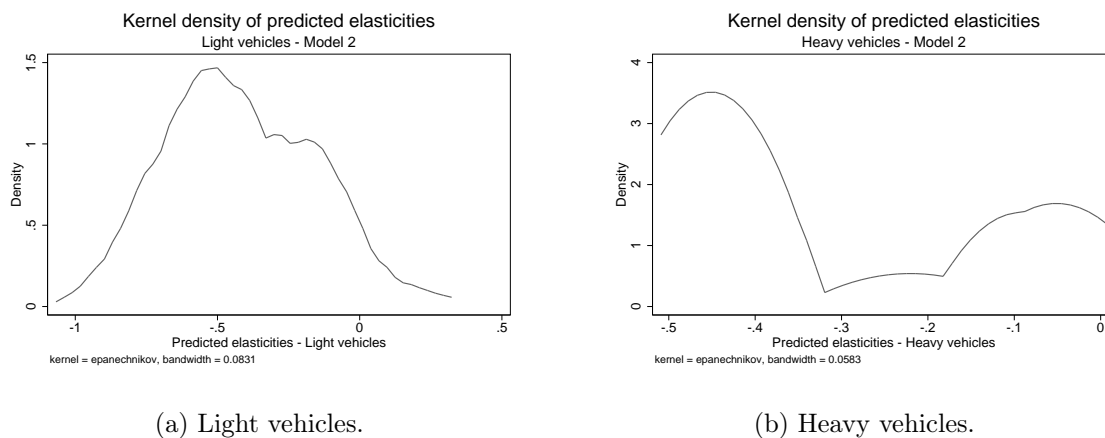 Kernel density of predicted elasticities
Light vehicles - Model 2
Density
0
.5
1
1.5
-1
-.5
0
.5
Predicted elasticities - Light vehicles
kernel = epanechnikov, bandwidth = 0.0831
(a) Light vehicles.
Kernel density of predicted elasticities
Heavy vehicles - Model 2
Density
0
1
2
3
4
-.5
-.4
-.3
-.2
-.1
0
Predicted elasticities - Heavy vehicles
kernel = epanechnikov, bandwidth = 0.0583
(b) Heavy vehicles.